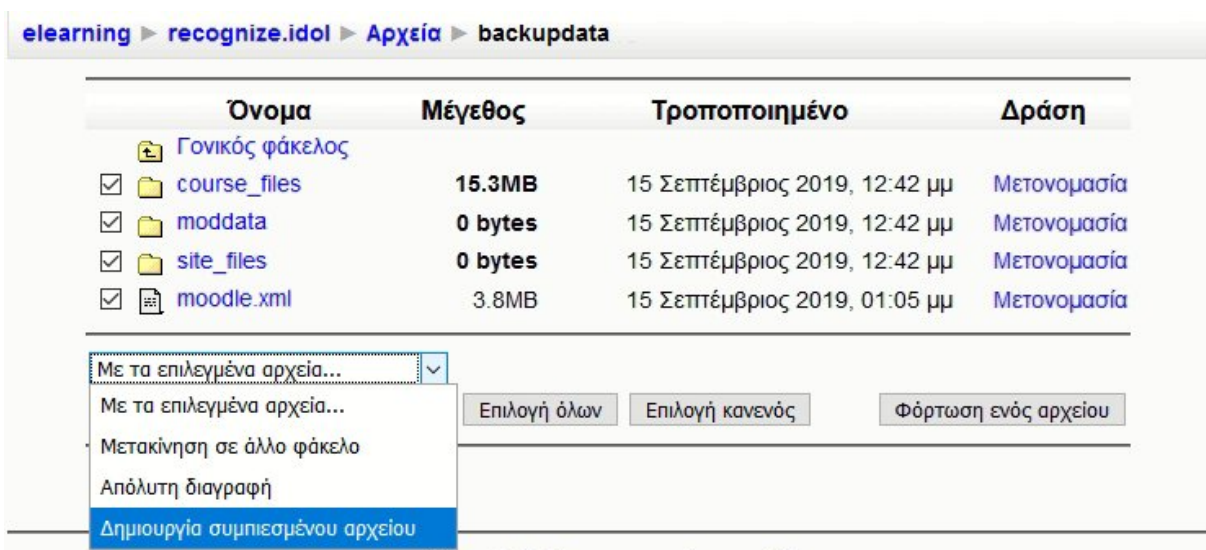 elearning ▶ recognize.idol ▶ Αρχεία ▶ backupdata
Όνομα Μέγεθος Τροποποιημένο Δράση
Γονικός φάκελος
course_files 15.3MB 15 Σεπτέμβριος 2019, 12:42 μμ Μετονομασία
moddata 0 bytes 15 Σεπτέμβριος 2019, 12:42 μμ Μετονομασία
site_files 0 bytes 15 Σεπτέμβριος 2019, 12:42 μμ Μετονομασία
moodle.xml 3.8MB 15 Σεπτέμβριος 2019, 01:05 μμ Μετονομασία
Με τα επιλεγμένα αρχεία...
Με τα επιλεγμένα αρχεία... Επιλογή όλων Επιλογή κανενός Φόρτωση ενός αρχείου
Μετακίνηση σε άλλο φάκελο
Απόλυτη διαγραφή
Δημιουργία συμπιεσμένου αρχείου